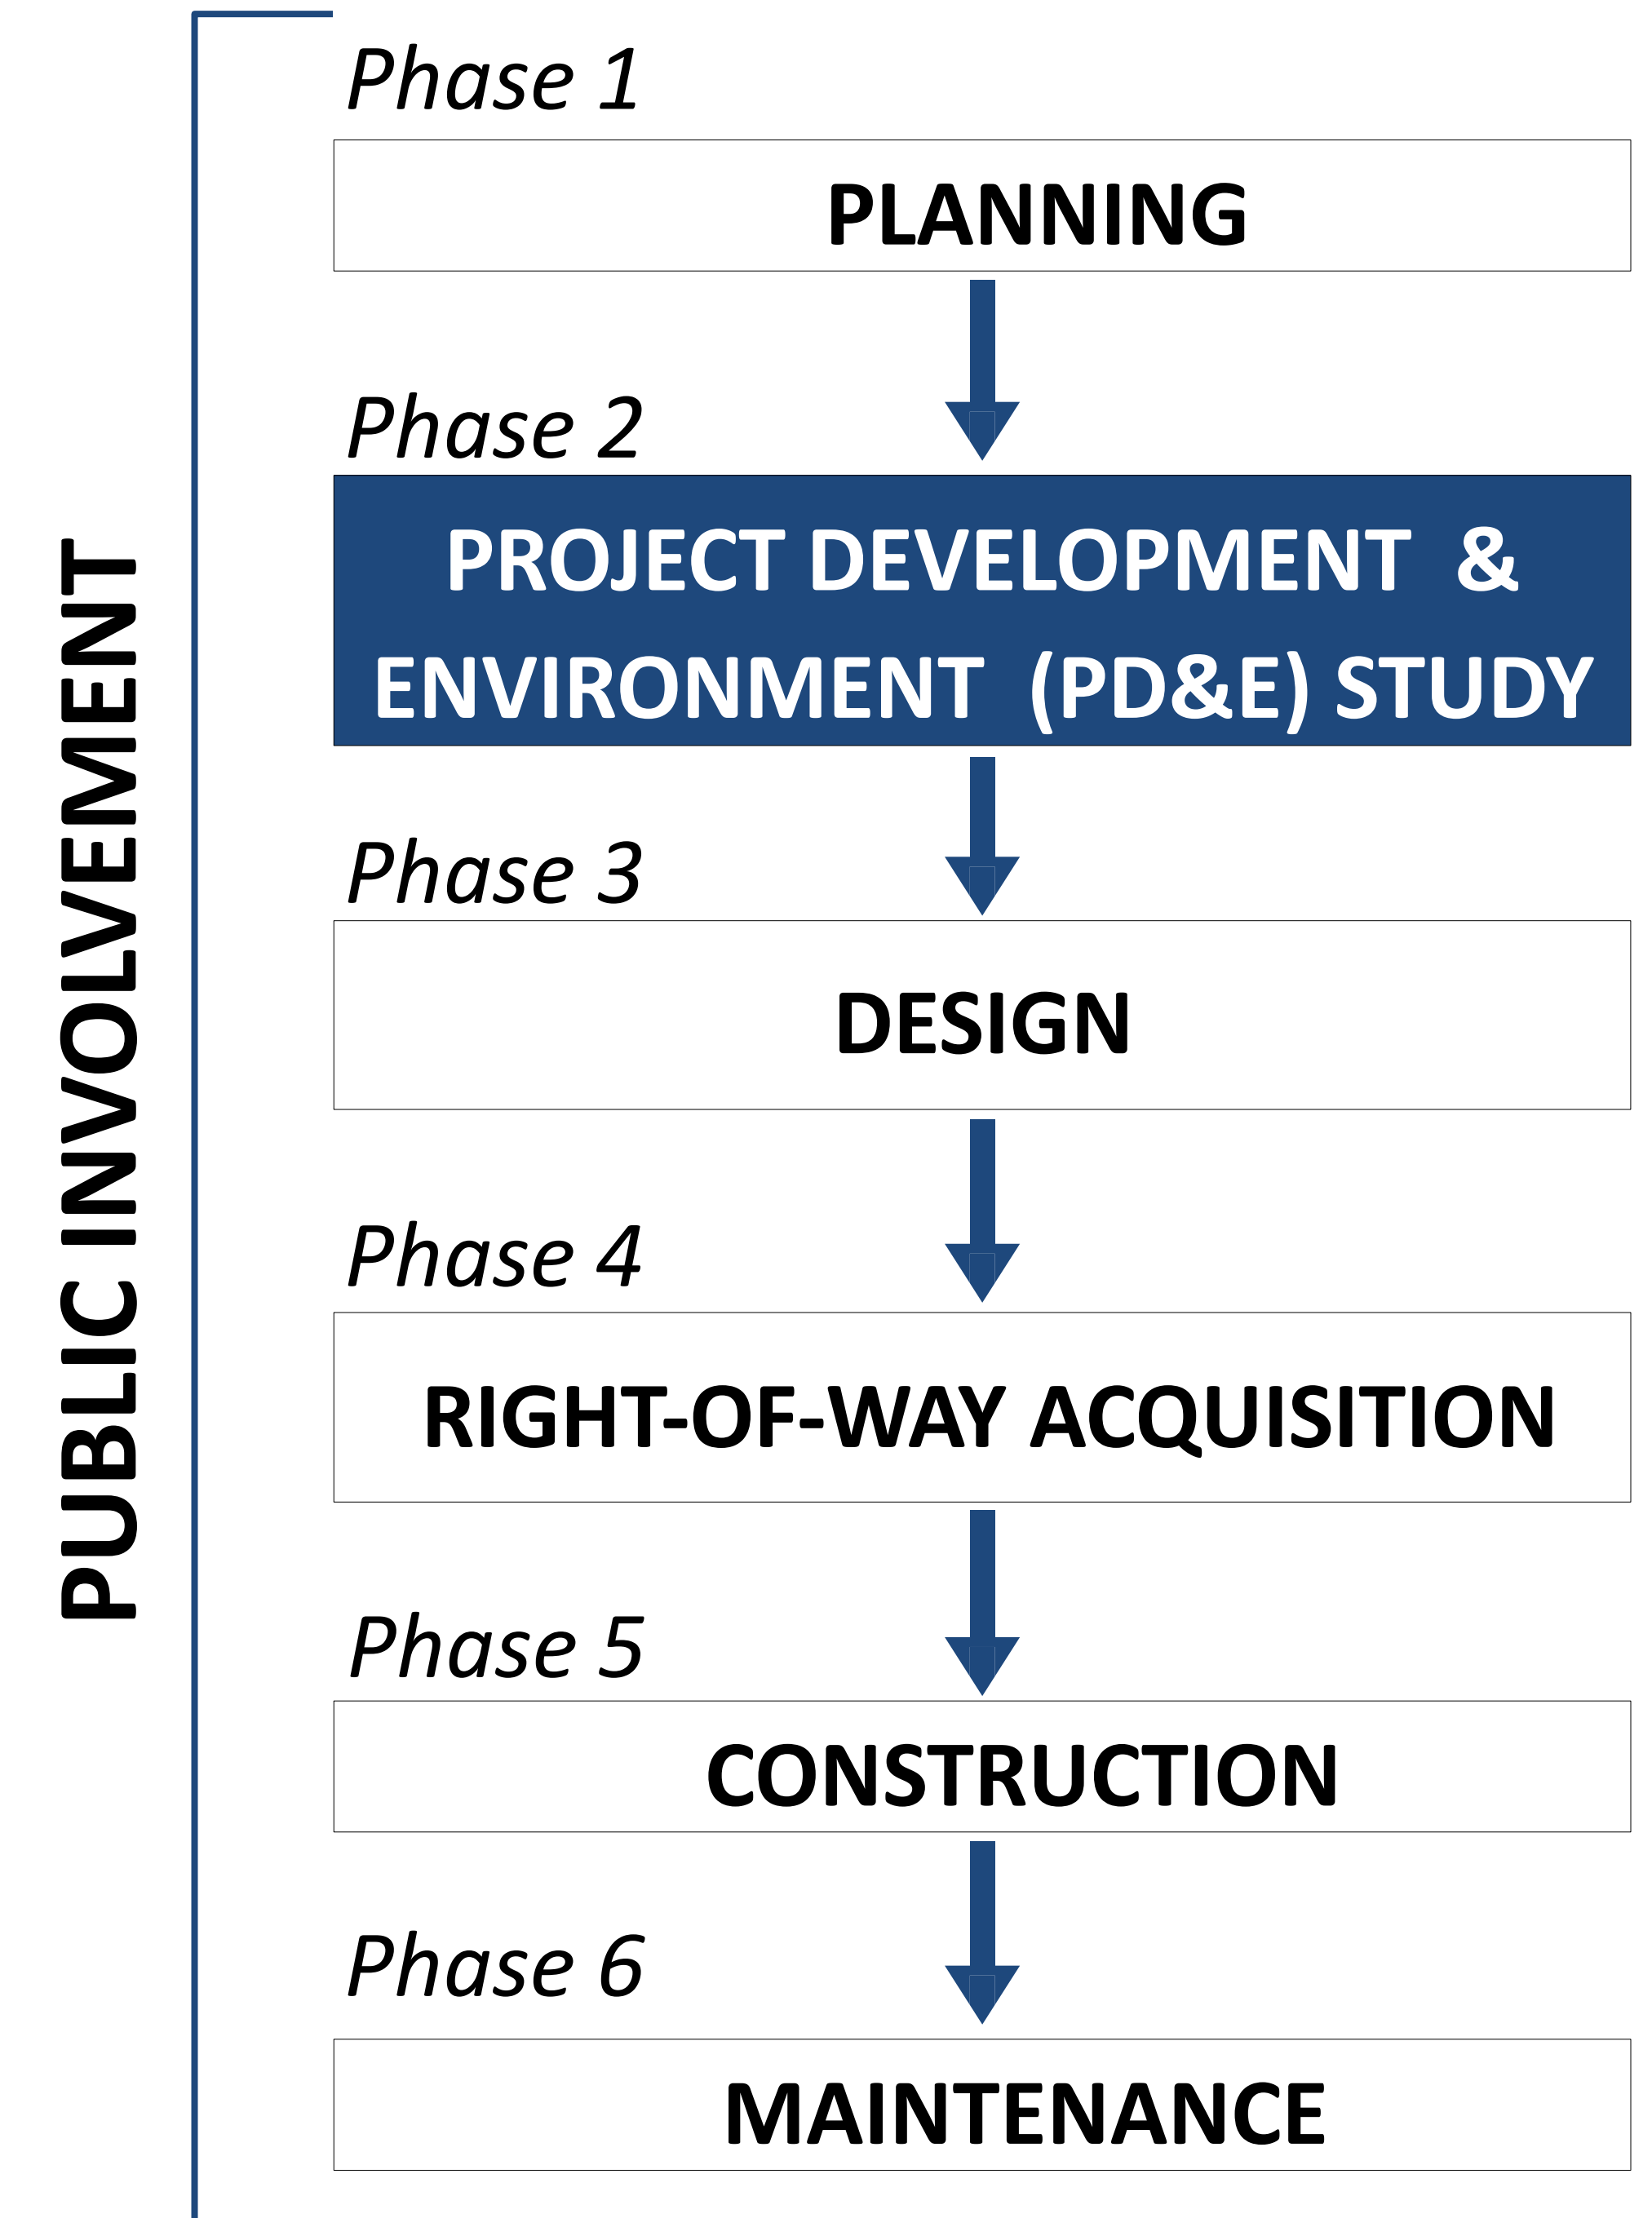 PUBLIC INVOLVEMENT
Phase 1
PLANNING
Phase 2
PROJECT DEVELOPMENT &
ENVIRONMENT (PD&E) STUDY
Phase 3
DESIGN
Phase 4
RIGHT-OF-WAY ACQUISITION
Phase 5
CONSTRUCTION
Phase 6
MAINTENANCE